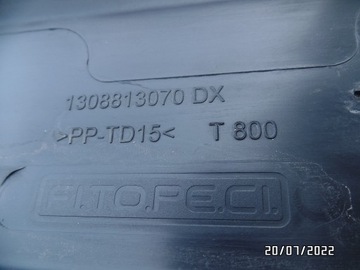 1308813070 DX
>PP-TD15< T 800
FI.TO.PE.CI.
20/07/2022